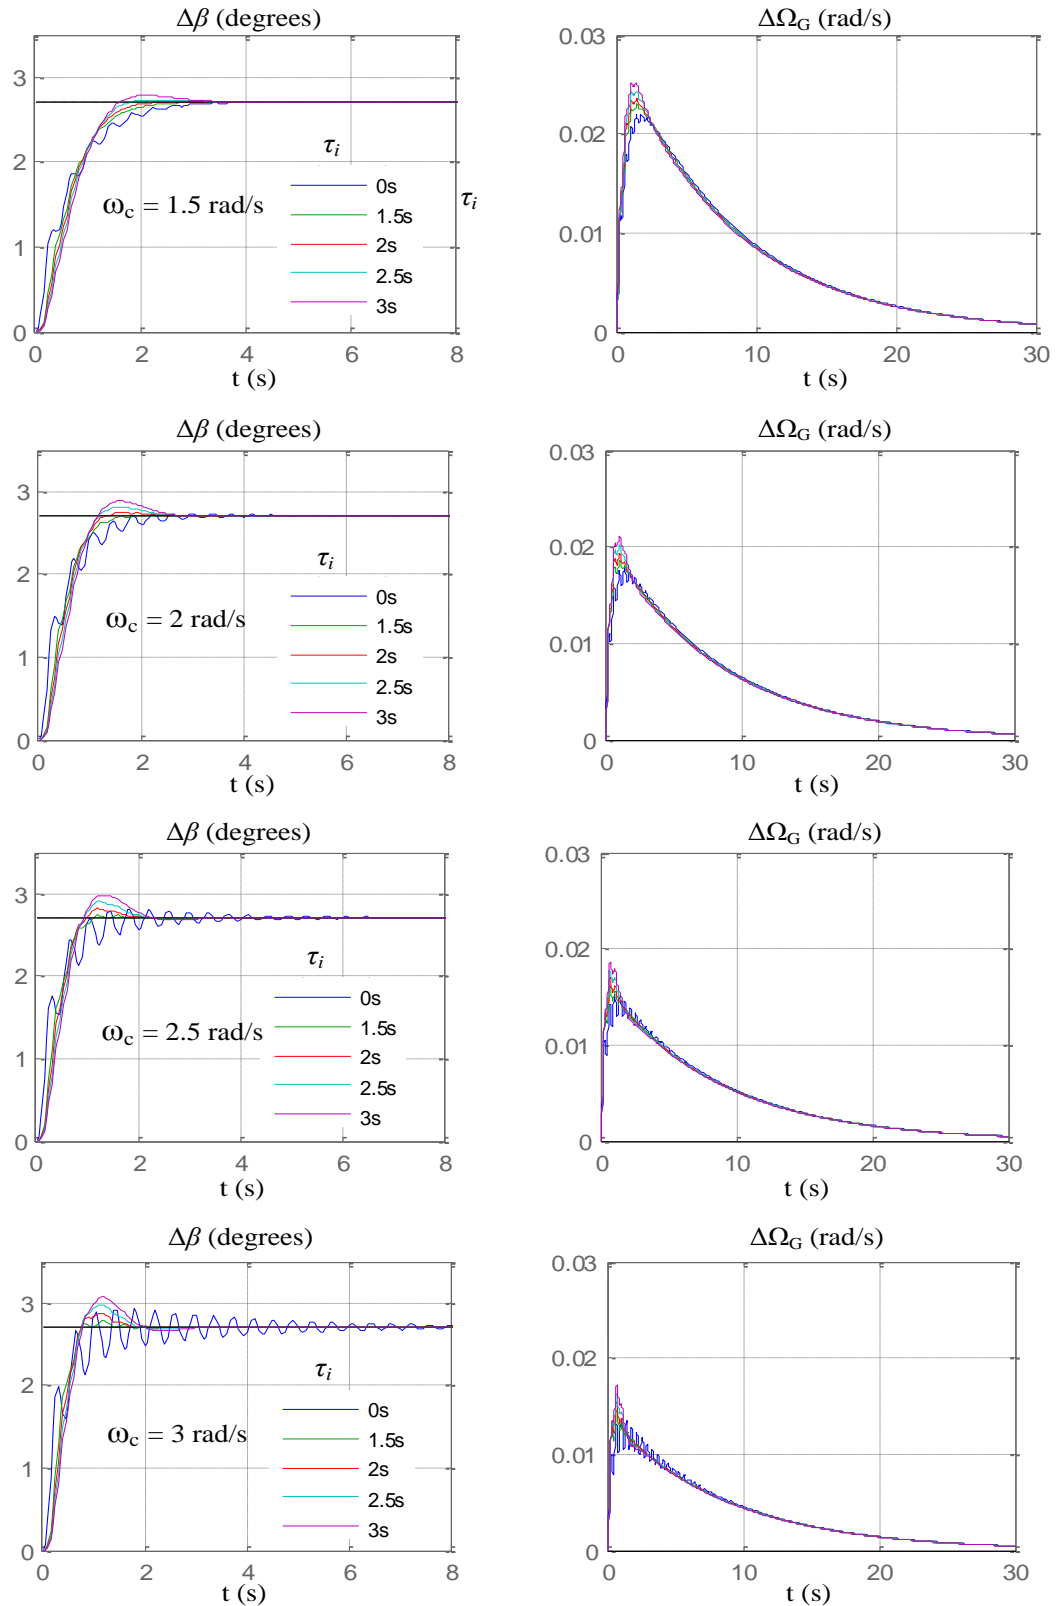 Δβ (degrees)
3
2
1
0
0
2
4
6
8
t (s)
τi
0s
1.5s
2s
2.5s
3s
ωc = 1.5 rad/s
τi
ΔΩG (rad/s)
0.03
0.02
0.01
0
0
10
20
30
t (s)
Δβ (degrees)
3
2
1
0
0
2
4
6
8
t (s)
τi
0s
1.5s
2s
2.5s
3s
ωc = 2 rad/s
ΔΩG (rad/s)
0.03
0.02
0.01
0
0
10
20
30
t (s)
Δβ (degrees)
3
2
1
0
0
2
4
6
8
t (s)
τi
0s
1.5s
2s
2.5s
3s
ωc = 2.5 rad/s
ΔΩG (rad/s)
0.03
0.02
0.01
0
0
10
20
30
t (s)
Δβ (degrees)
3
2
1
0
0
2
4
6
8
t (s)
τi
0s
1.5s
2s
2.5s
3s
ωc = 3 rad/s
ΔΩG (rad/s)
0.03
0.02
0.01
0
0
10
20
30
t (s)